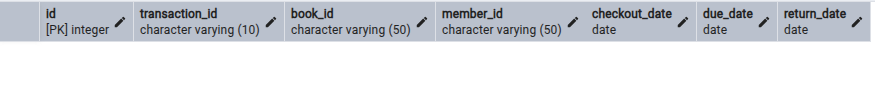 id transaction_id book_id member_id checkout_date due_date return_date
[PK] integer character varying (10) character varying (50) character varying (50) date date date